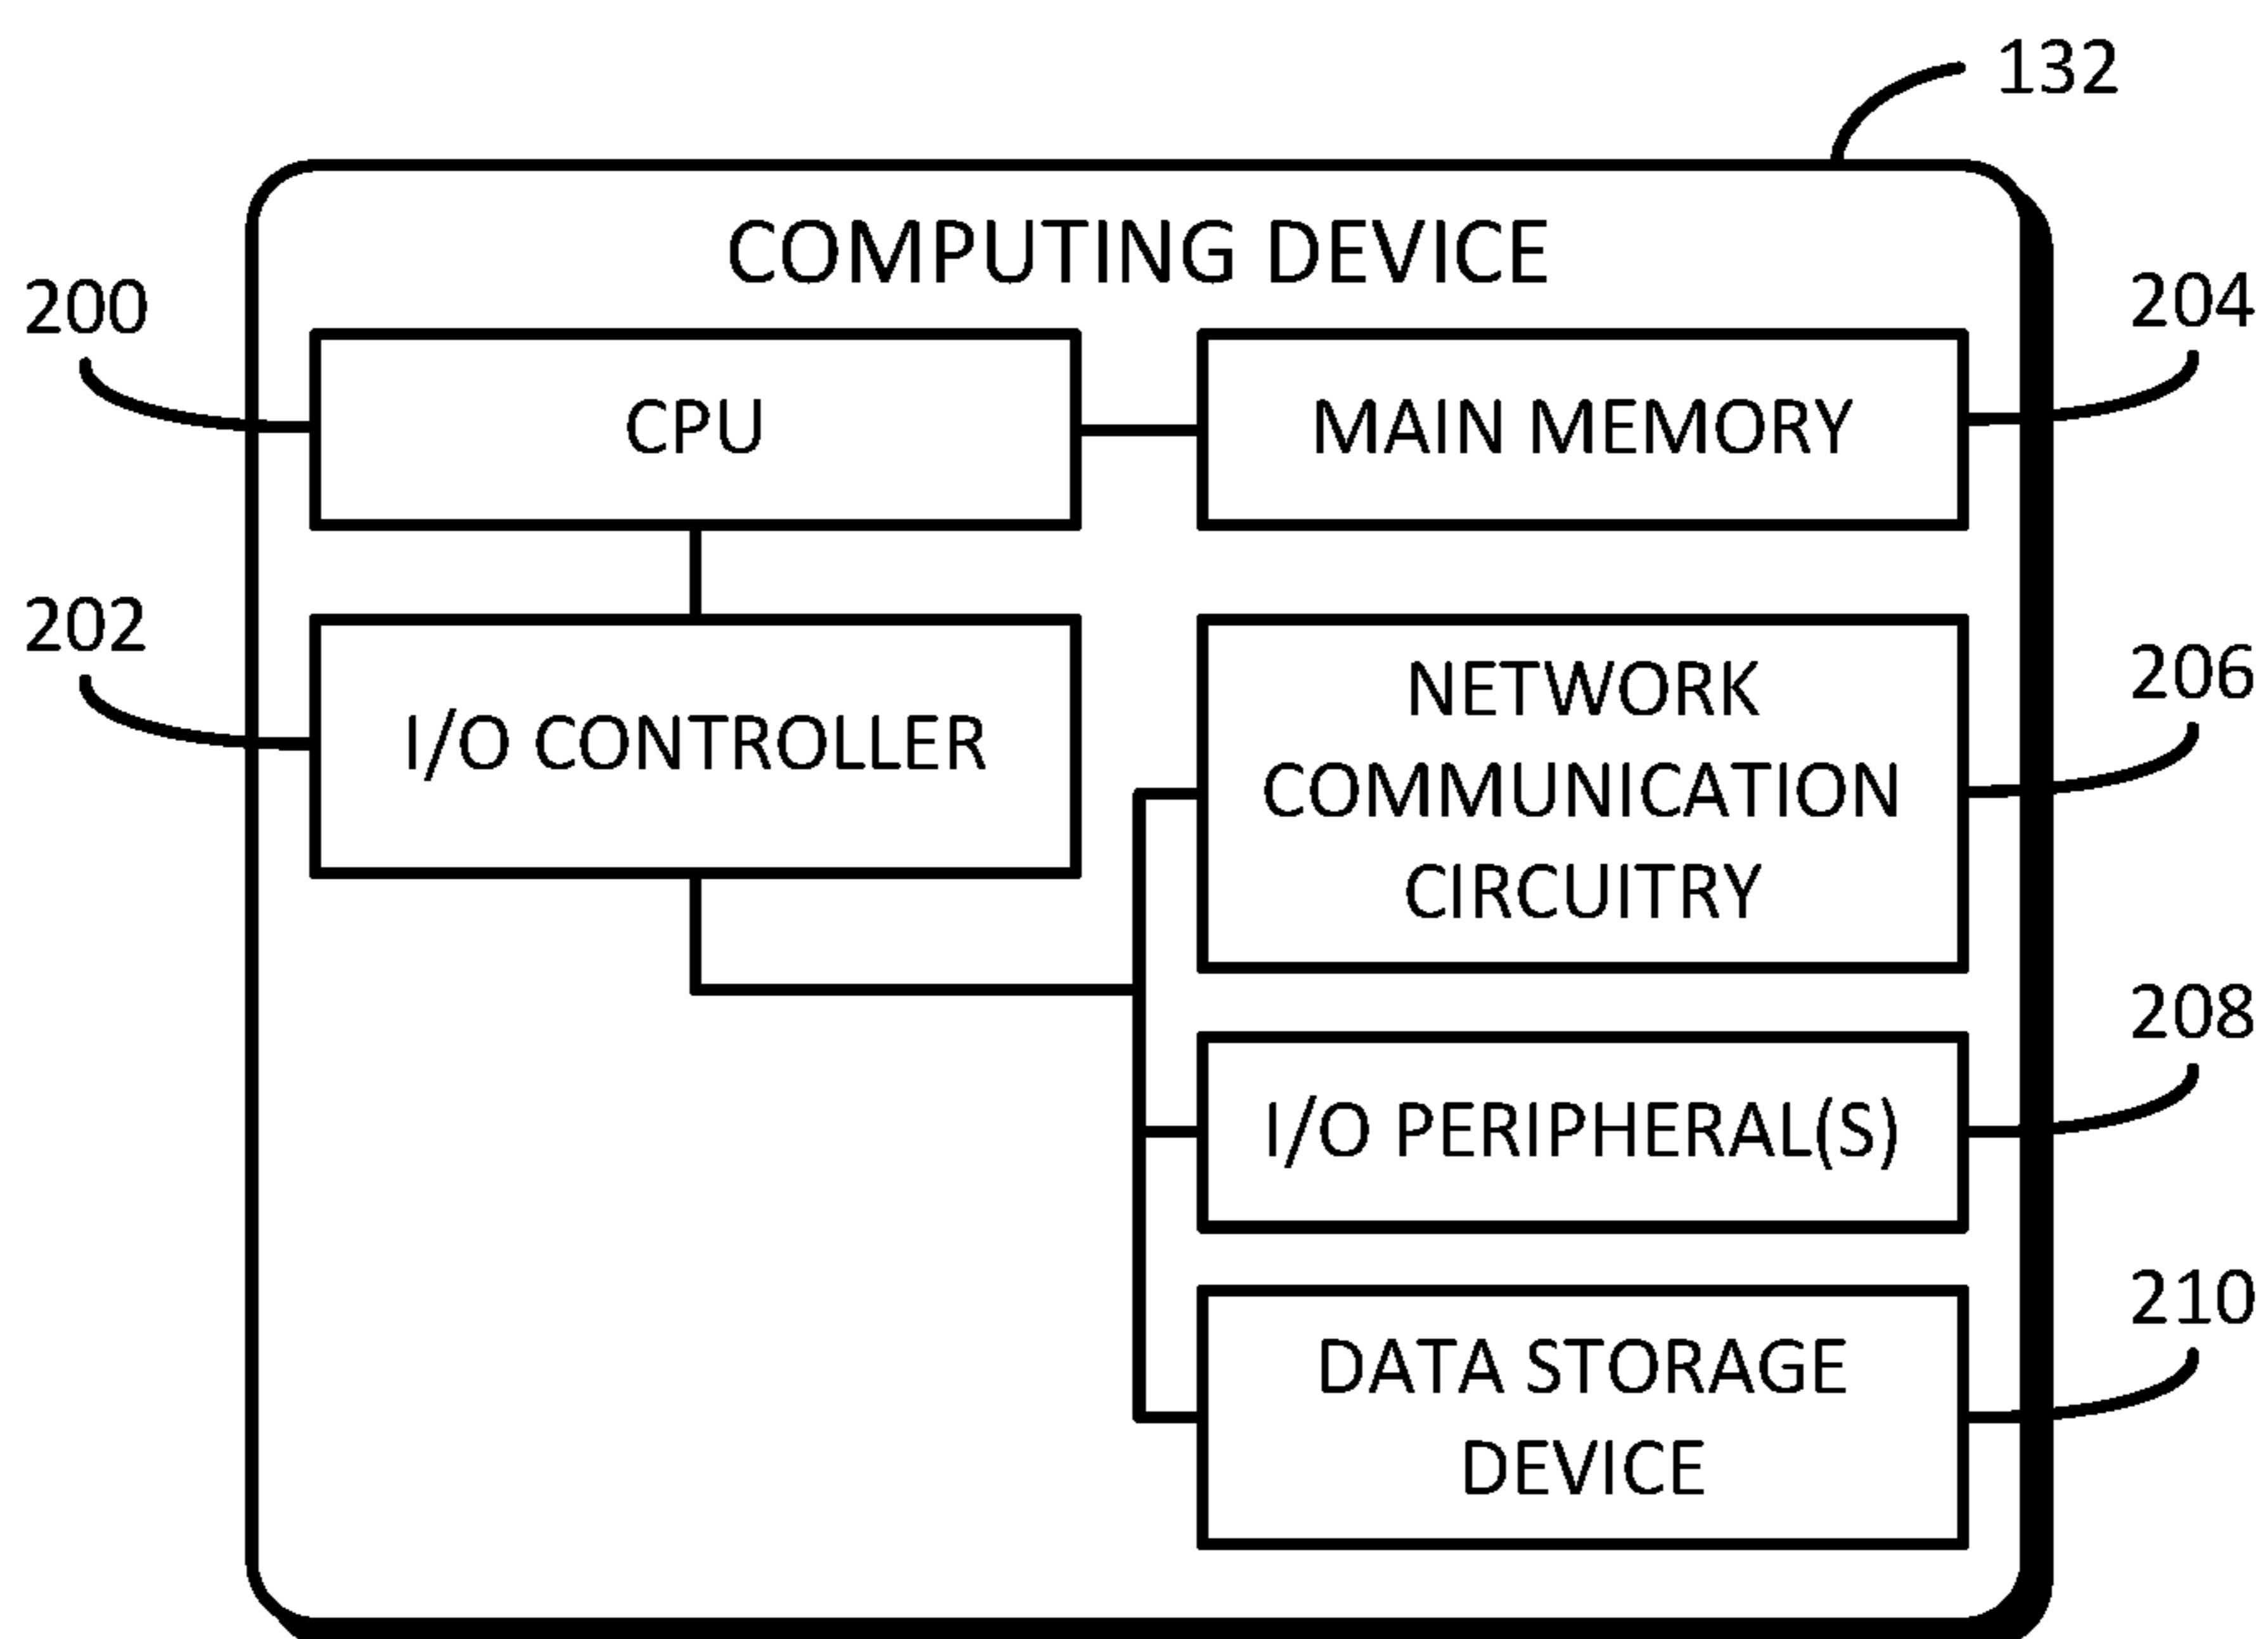 132
COMPUTING DEVICE
200
204
CPU
MAIN MEMORY
202
206
I/O CONTROLLER
NETWORK
COMMUNICATION
CIRCUITRY
208
I/O PERIPHERAL(S)
210
DATA STORAGE
DEVICE